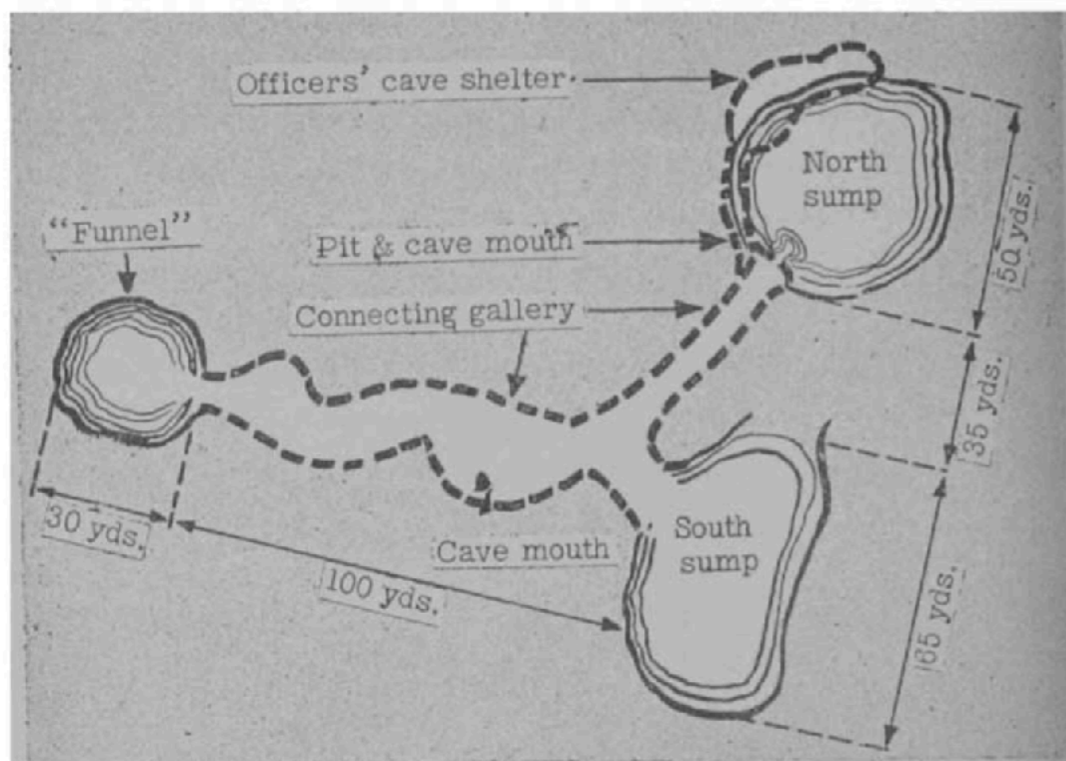 Officers' cave shelter
North
sump
"Funnel"
Pit & cave mouth
50 yds.
Connecting gallery
35 yds.
South
sump
30 yds.
Cave mouth
100 yds.
65 yds.